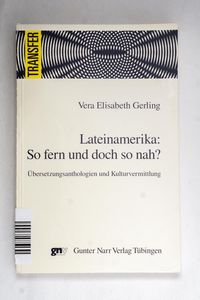 TRANSFER
Vera Elisabeth Gerling
Lateinamerika:
So fern und doch so nah?
Übersetzungsanthologien und Kulturvermittlung
gnv Gunter Narr Verlag Tübingen